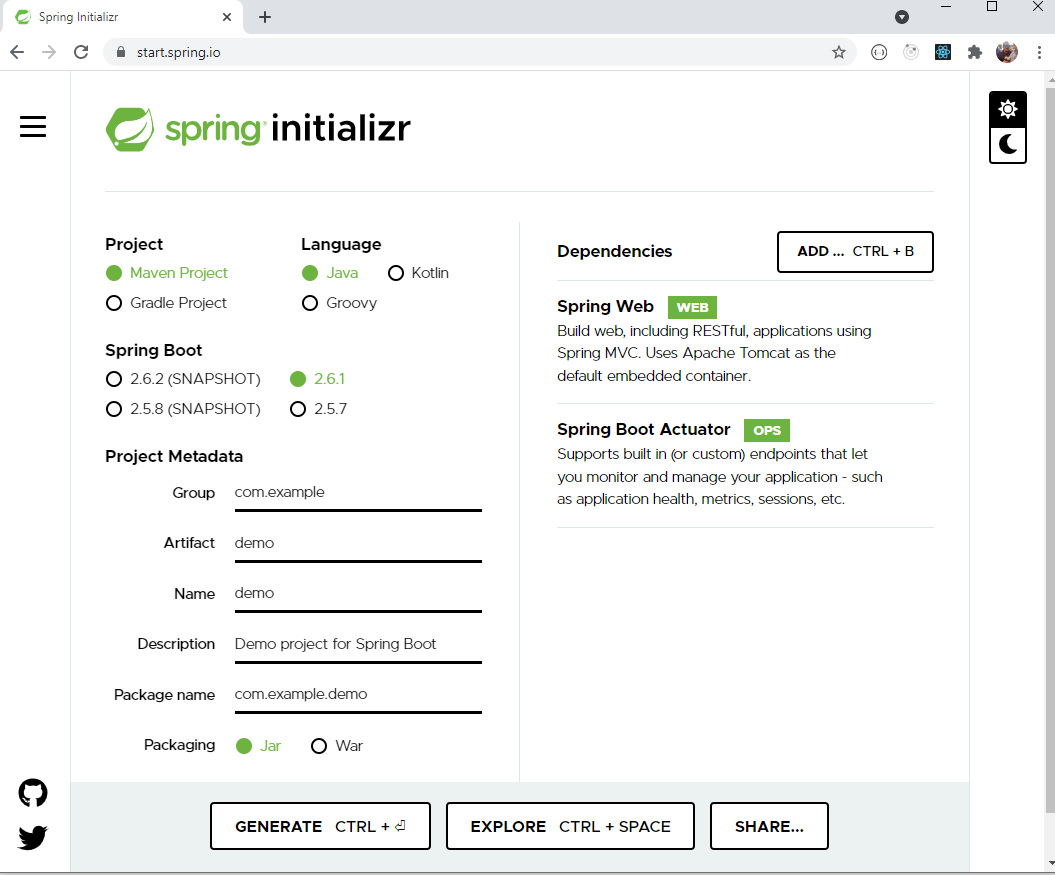 Spring Initializr
start.spring.io
spring initializr
Project
Maven Project
Gradle Project
Language
Java Kotlin
Groovy
Spring Boot
2.6.2 (SNAPSHOT) 2.6.1
2.5.8 (SNAPSHOT) 2.5.7
Project Metadata
Group com.example
Artifact demo
Name demo
Description Demo project for Spring Boot
Package name com.example.demo
Packaging Jar War
Dependencies ADD ... CTRL + B
Spring Web WEB
Build web, including RESTful, applications using
Spring MVC. Uses Apache Tomcat as the
default embedded container.
Spring Boot Actuator OPS
Supports built in (or custom) endpoints that let
you monitor and manage your application - such
as application health, metrics, sessions, etc.
GENERATE CTRL + ⏎ EXPLORE CTRL + SPACE SHARE...